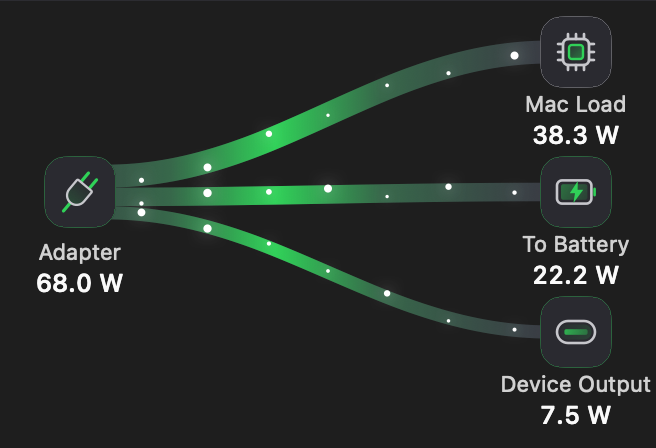 Mac Load
38.3 W
Adapter
68.0 W
To Battery
22.2 W
Device Output
7.5 W